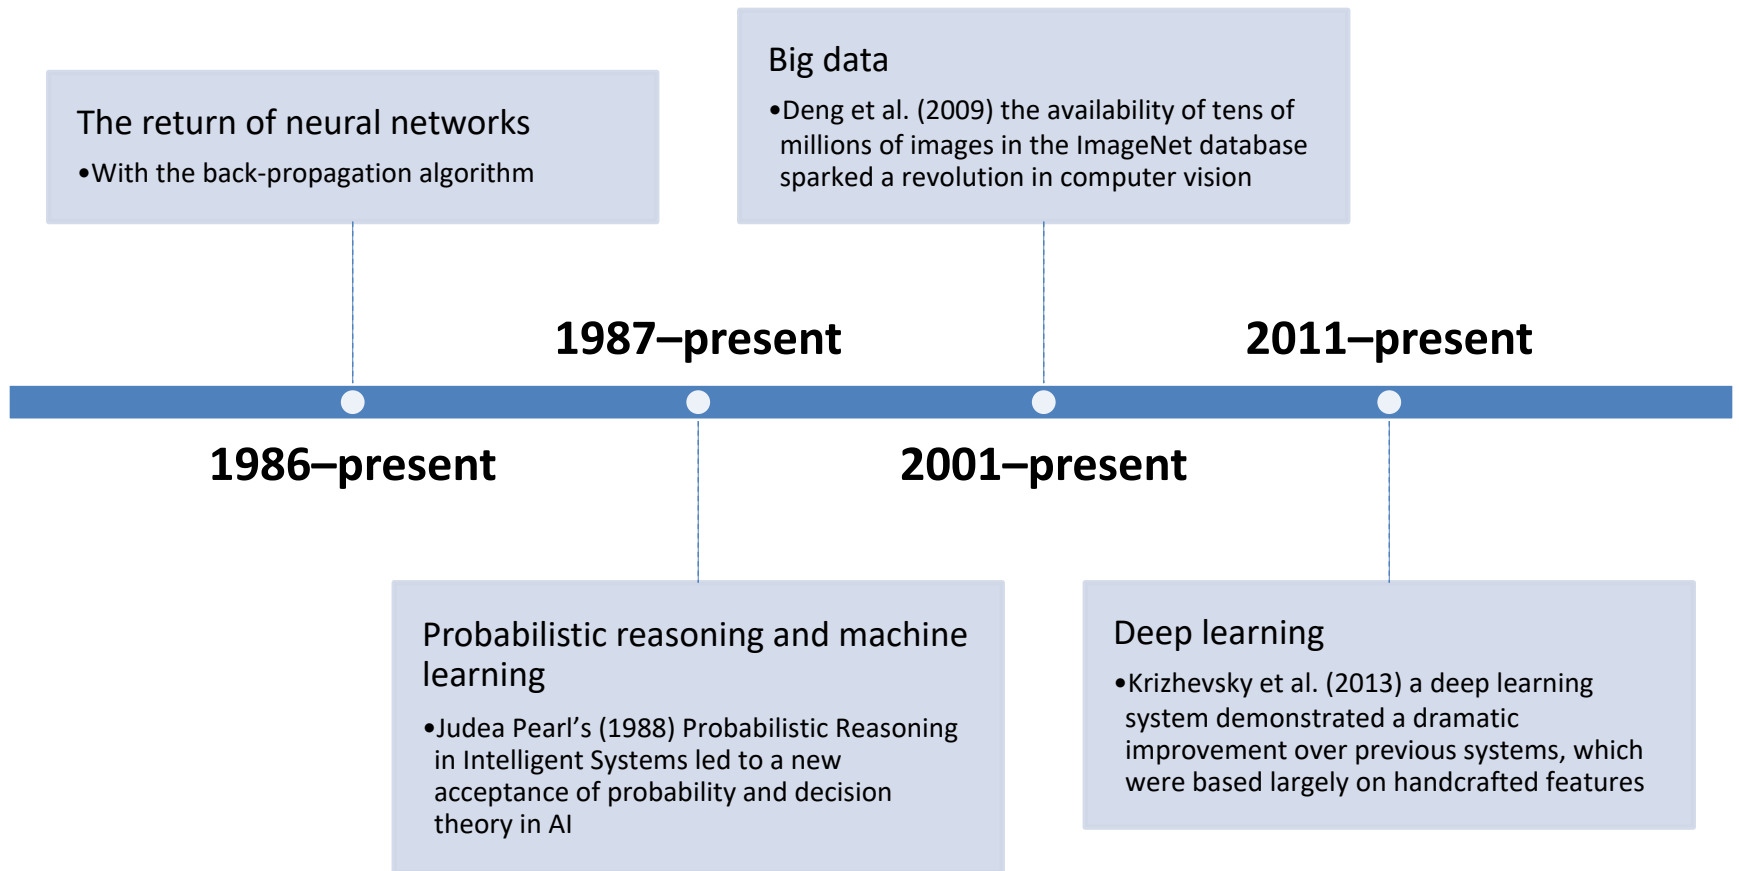 The return of neural networks
•With the back-propagation algorithm
Big data
•Deng et al. (2009) the availability of tens of
millions of images in the ImageNet database
sparked a revolution in computer vision
1987–present
2011–present
1986–present
2001–present
Probabilistic reasoning and machine
learning
•Judea Pearl’s (1988) Probabilistic Reasoning
in Intelligent Systems led to a new
acceptance of probability and decision
theory in AI
Deep learning
•Krizhevsky et al. (2013) a deep learning
system demonstrated a dramatic
improvement over previous systems, which
were based largely on handcrafted features